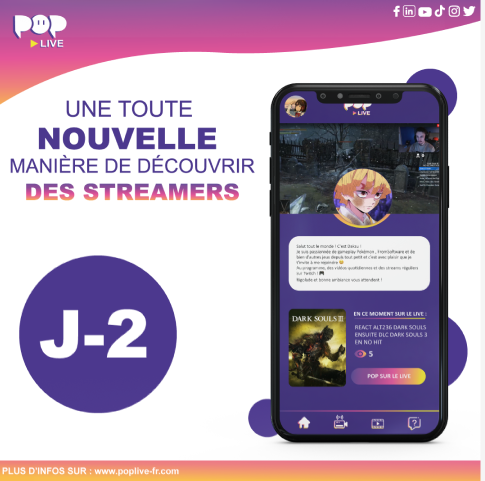 POP
LIVE
UNE TOUTE
NOUVELLE
MANIÈRE DE DÉCOUVRIR
DES STREAMERS
J-2
POP
LIVE
Salut tout le monde ! C'est Daisu !
Je suis passionnée de gameplay Pokémon , FromSoftware et de
bien d'autres jeux depuis tout petit et c'est avec plaisir que je
t'invite à me rejoindre
Au programme, des vidéos quotidiennes et des streams réguliers
sur Twitch !
Rigolade et bonne ambiance vous attendent !
EN CE MOMENT SUR LE LIVE :
DARK SOULS III
REACT ALT236 DARK SOULS
ENSUITE DLC DARK SOULS 3
EN NO HIT
5
POP SUR LE LIVE
PLUS D'INFOS SUR : www.poplive-fr.com